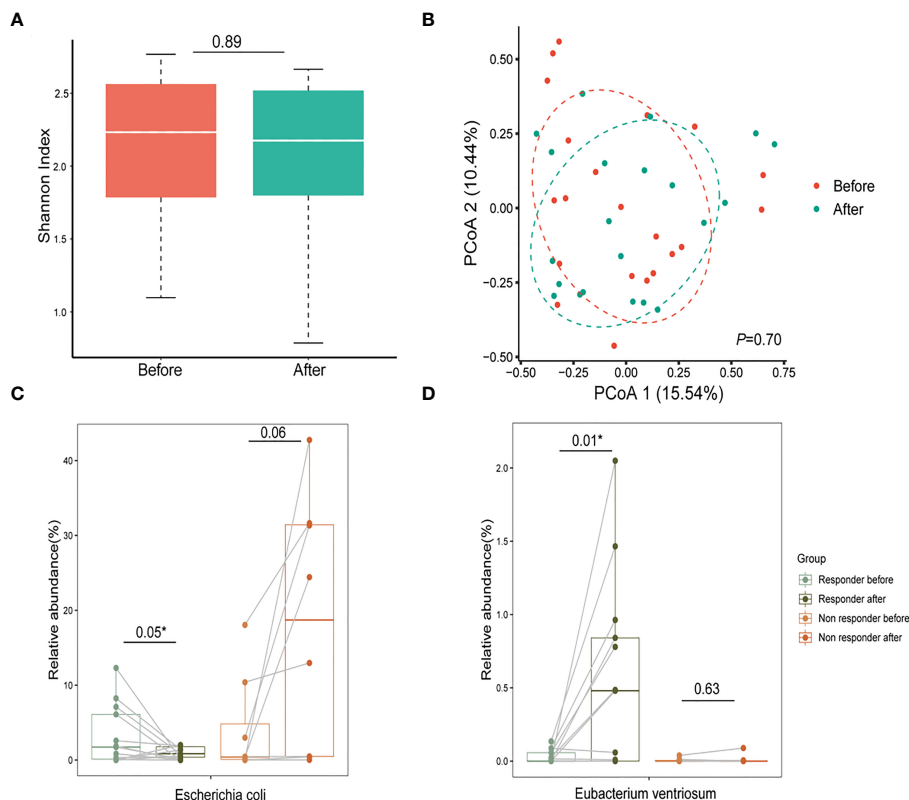 A
0.89
Shannon Index
2.5
2.0
1.5
1.0
Before
After
B
PCoA 2 (10.44%)
0.50
0.25
0.00
−0.25
−0.50
P=0.70
−0.50
−0.25
0.00
0.25
0.50
0.75
PCoA 1 (15.54%)
Before
After
C
Relative abundance(%)
40
30
20
10
0
0.05*
0.06
Escherichia coli
D
Relative abundance(%)
2.0
1.5
1.0
0.5
0.0
0.01*
0.63
Eubacterium ventriosum
Group
Responder before
Responder after
Non responder before
Non responder after